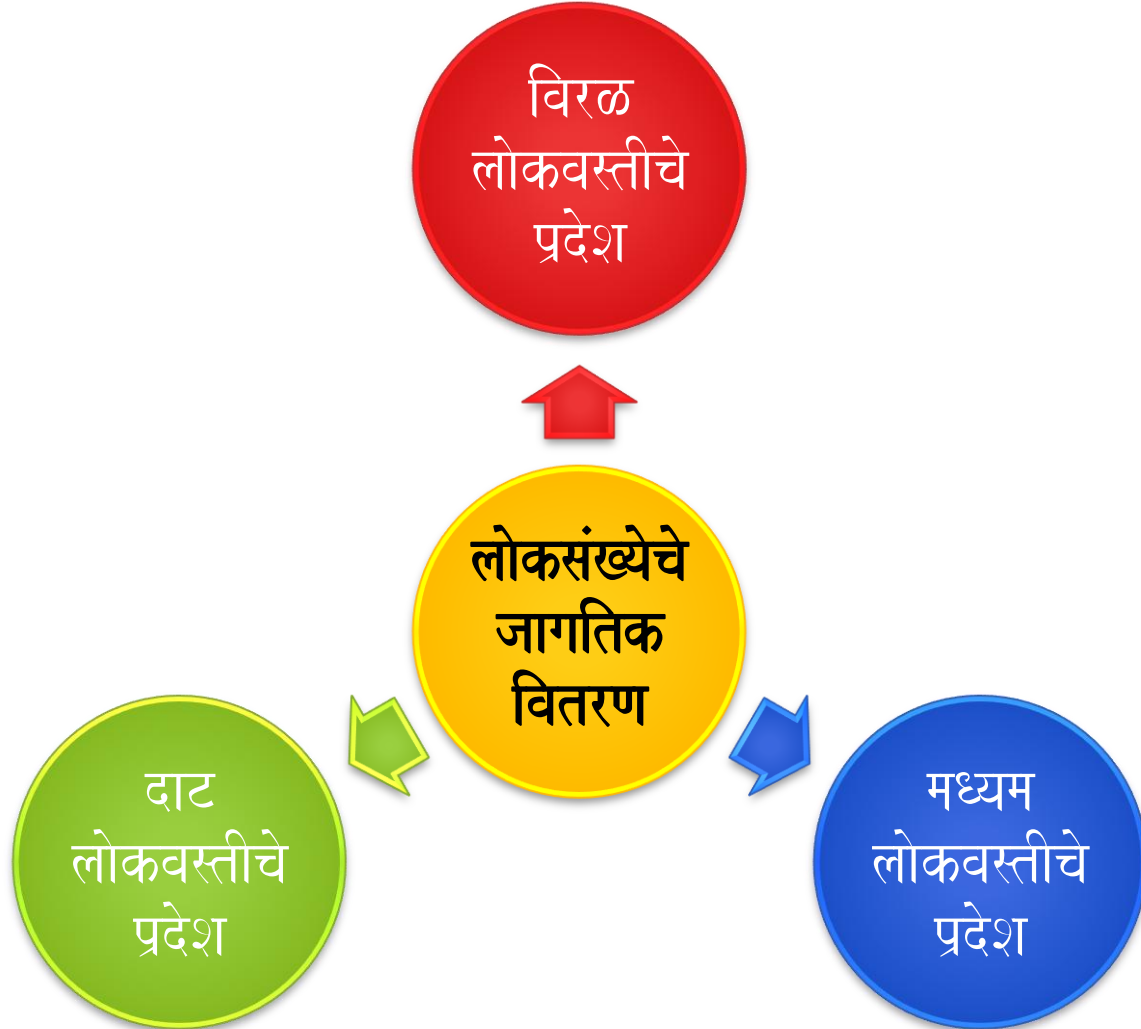 विरळ
लोकवस्तीचे
प्रदेश
लोकसंख्येचे
जागतिक
वितरण
दाट
लोकवस्तीचे
प्रदेश
मध्यम
लोकवस्तीचे
प्रदेश